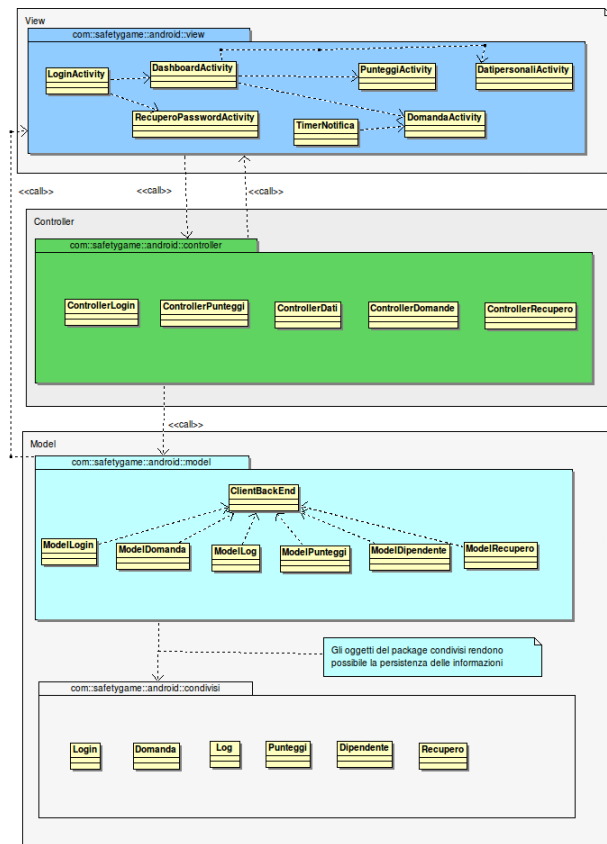 View
com::safetygame::android::view
LoginActivity
DashboardActivity
PunteggiActivity
DatipersonaliActivity
RecuperoPasswordActivity
TimerNotifica
DomandaActivity
<<call>>
<<call>>
<<call>>
Controller
com::safetygame::android::controller
ControllerLogin
ControllerPunteggi
ControllerDati
ControllerDomande
ControllerRecupero
<<call>>
Model
com::safetygame::android::model
ClientBackEnd
ModelLogin
ModelDomanda
ModelLog
ModelPunteggi
ModelDipendente
ModelRecupero
Gli oggetti del package condivisi rendono
possibile la persistenza delle informazioni
com::safetygame::android::condivisi
Login
Domanda
Log
Punteggi
Dipendente
Recupero